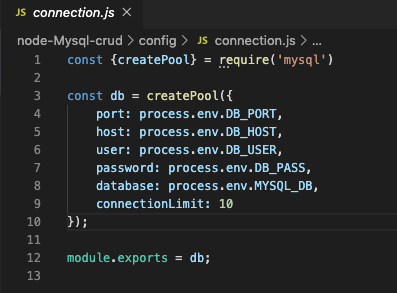 JS connection.js ×
node-Mysql-crud > config > JS connection.js > ...
1 const {createPool} = require('mysql')
2
3 const db = createPool({
4 port: process.env.DB_PORT,
5 host: process.env.DB_HOST,
6 user: process.env.DB_USER,
7 password: process.env.DB_PASS,
8 database: process.env.MYSQL_DB,
9 connectionLimit: 10
10 });
11
12 module.exports = db;
13